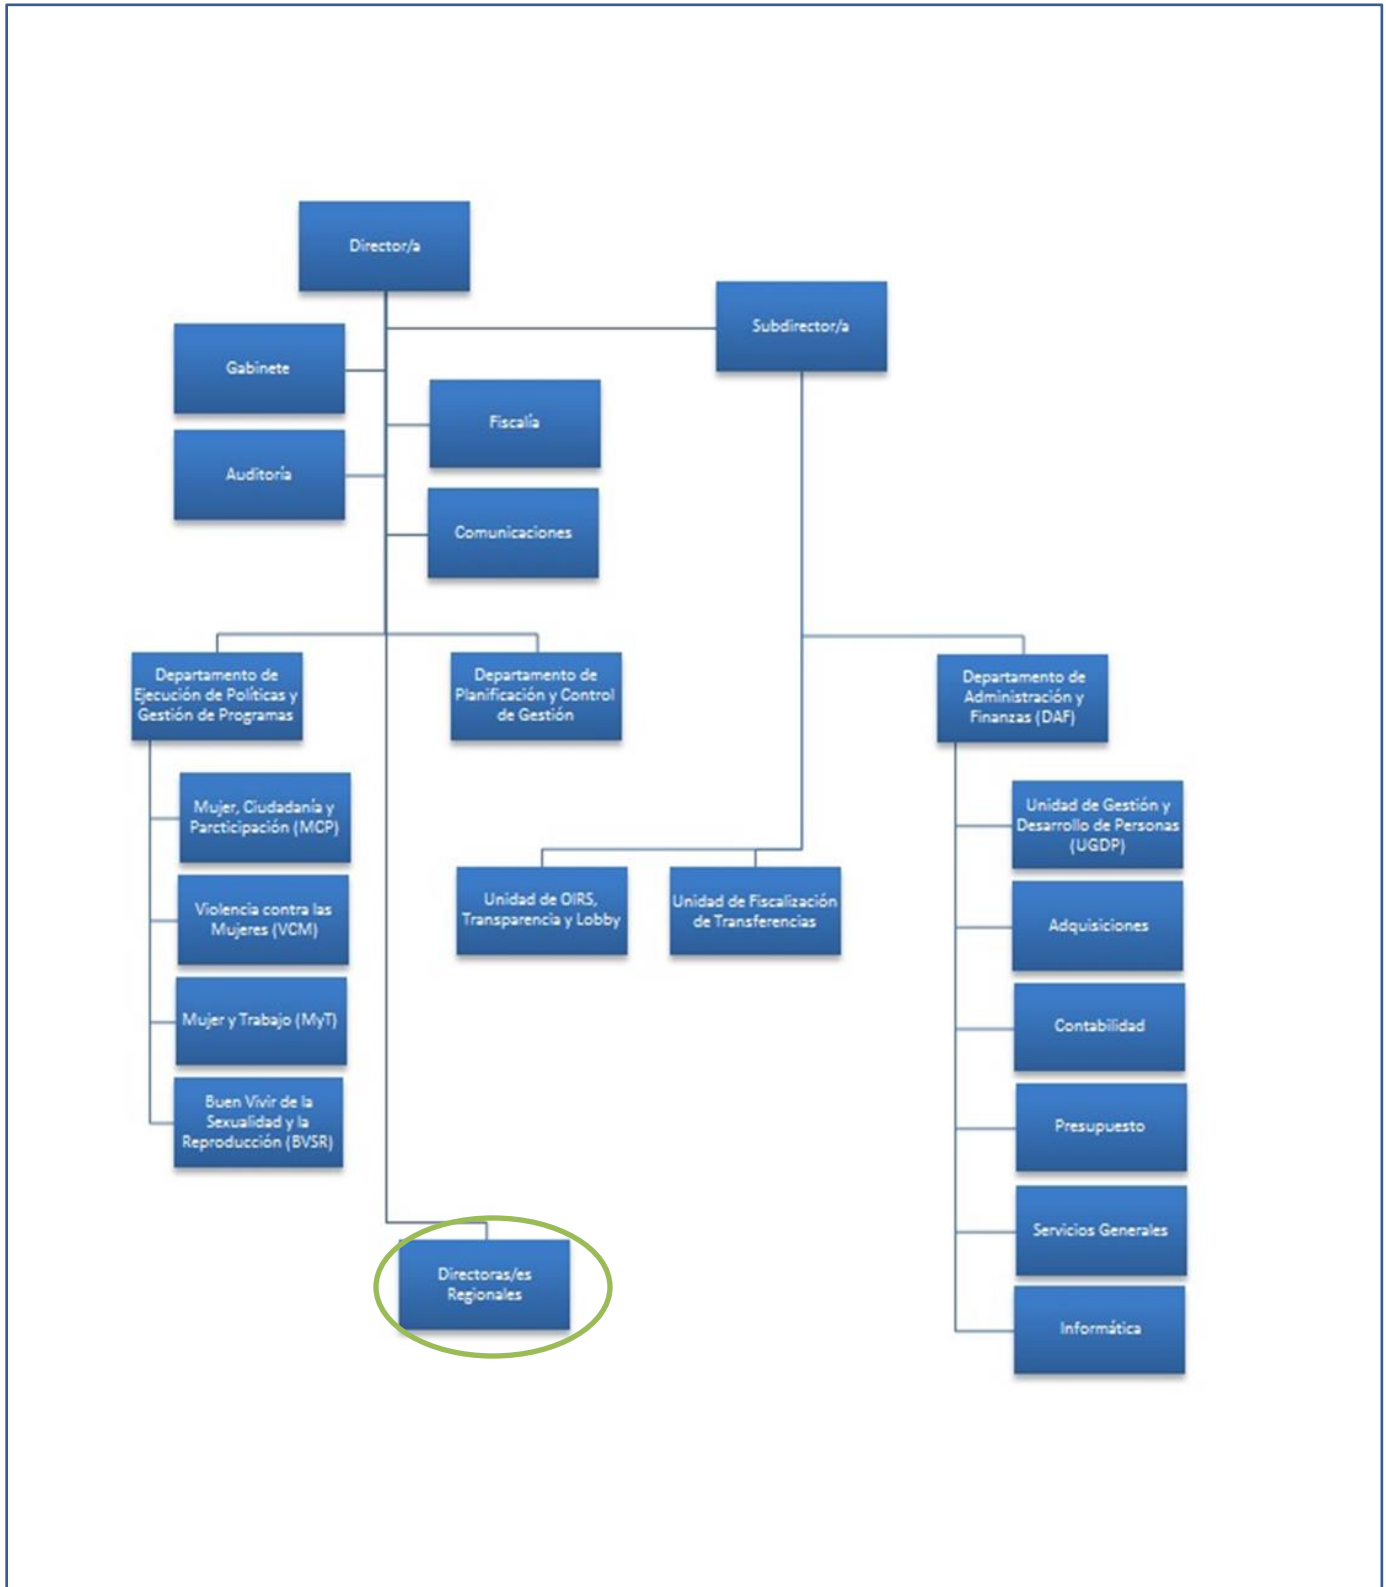 Director/a
Subdirector/a
Gabinete
Fiscalía
Auditoría
Comunicaciones
Departamento de
Ejecución de Políticas y
Gestión de Programas
Departamento de
Planificación y Control
de Gestión
Departamento de
Administración y
Finanzas (DAF)
Mujer, Ciudadanía y
Parcticipación (MCP)
Violencia contra las
Mujeres (VCM)
Mujer y Trabajo (MyT)
Buen Vivir de la
Sexualidad y la
Reproducción (BVSR)
Unidad de OIRS,
Transparencia y Lobby
Unidad de Fiscalización
de Transferencias
Unidad de Gestión y
Desarrollo de Personas
(UGDP)
Adquisiciones
Contabilidad
Presupuesto
Servicios Generales
Informática
Directoras/es
Regionales